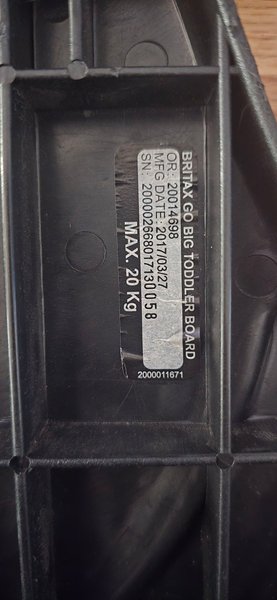 BRITAX GO BIG TODDLER BOARD
OR: 20014698
MFG DATE: 2017/03/27
SN: 2000026680171300058
MAX. 20 Kg
2000011671